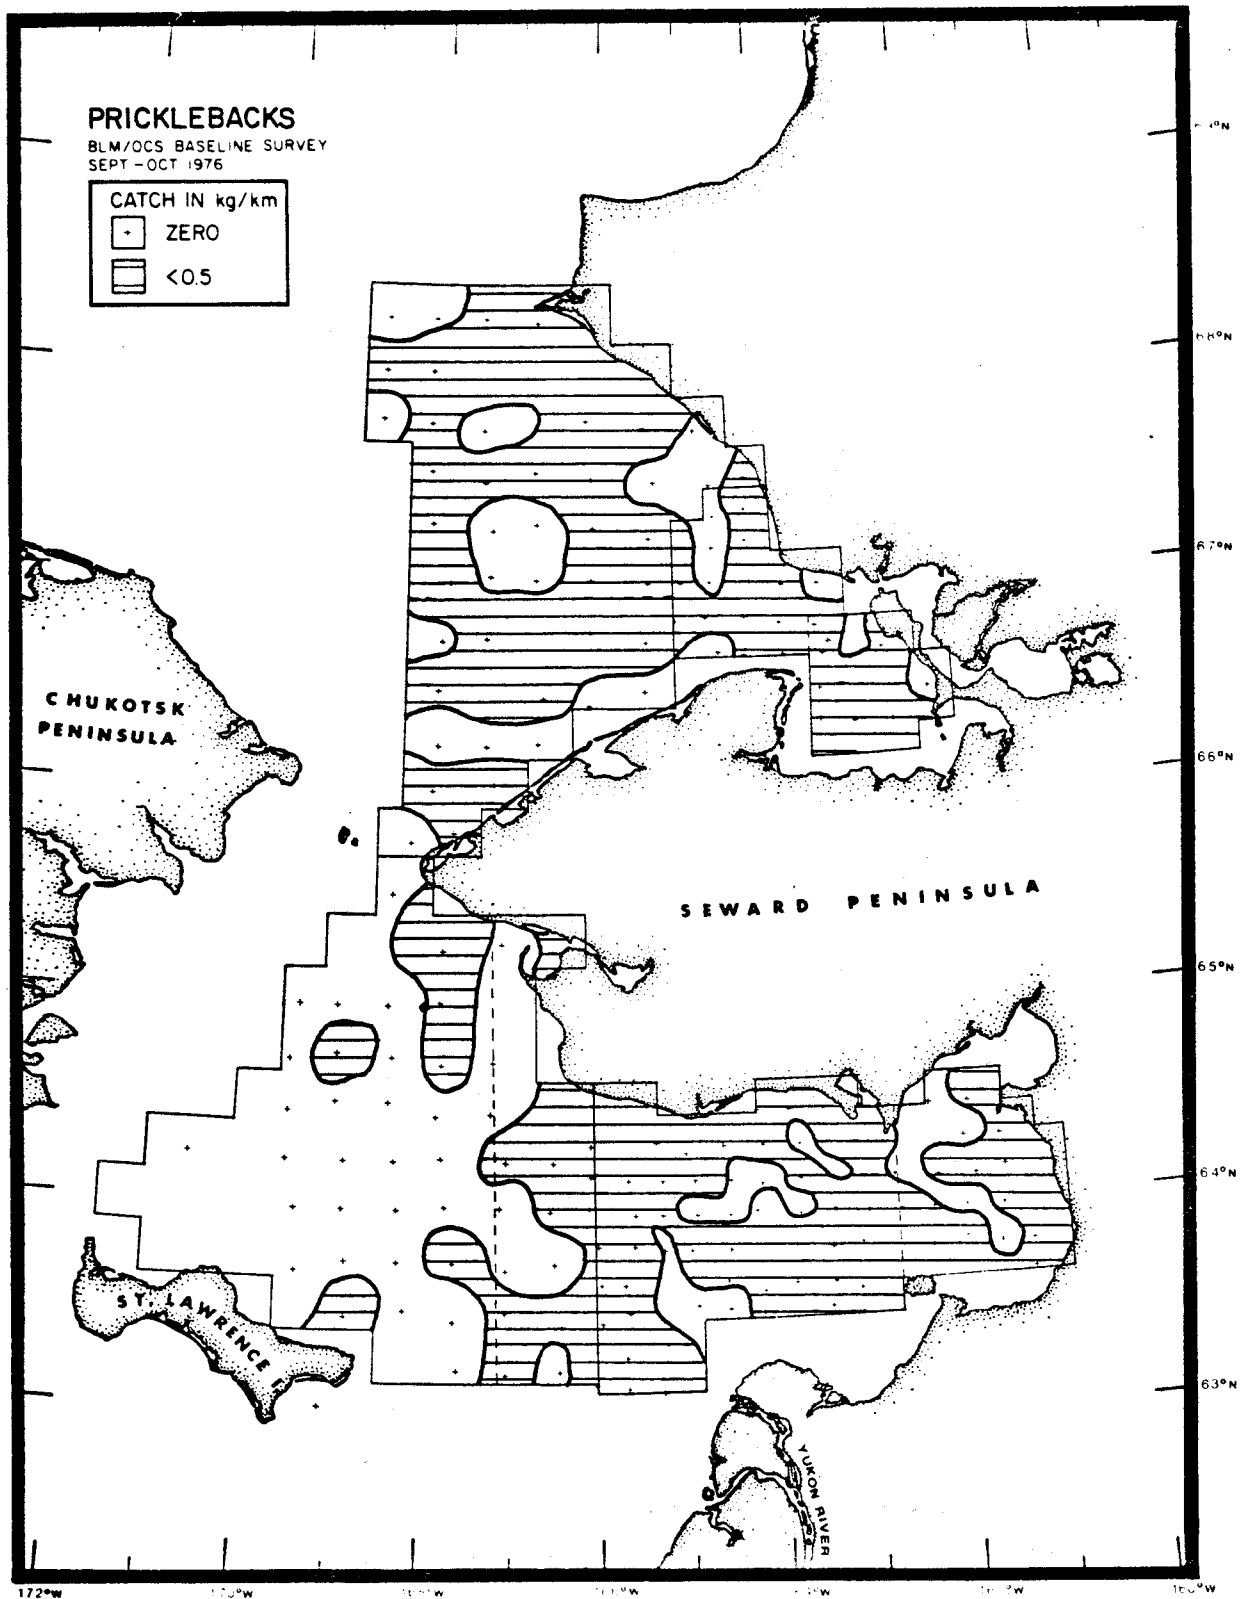 PRICKLEBACKS
BLM/OCS BASELINE SURVEY
SEPT-OCT 1976
CATCH IN kg/km
ZERO
<0.5
68°N
67°N
CHUKOTSK
PENINSULA
66°N
SEWARD PENINSULA
65°N
64°N
ST. LAWRENCE I.
63°N
YUKON RIVER
172°W